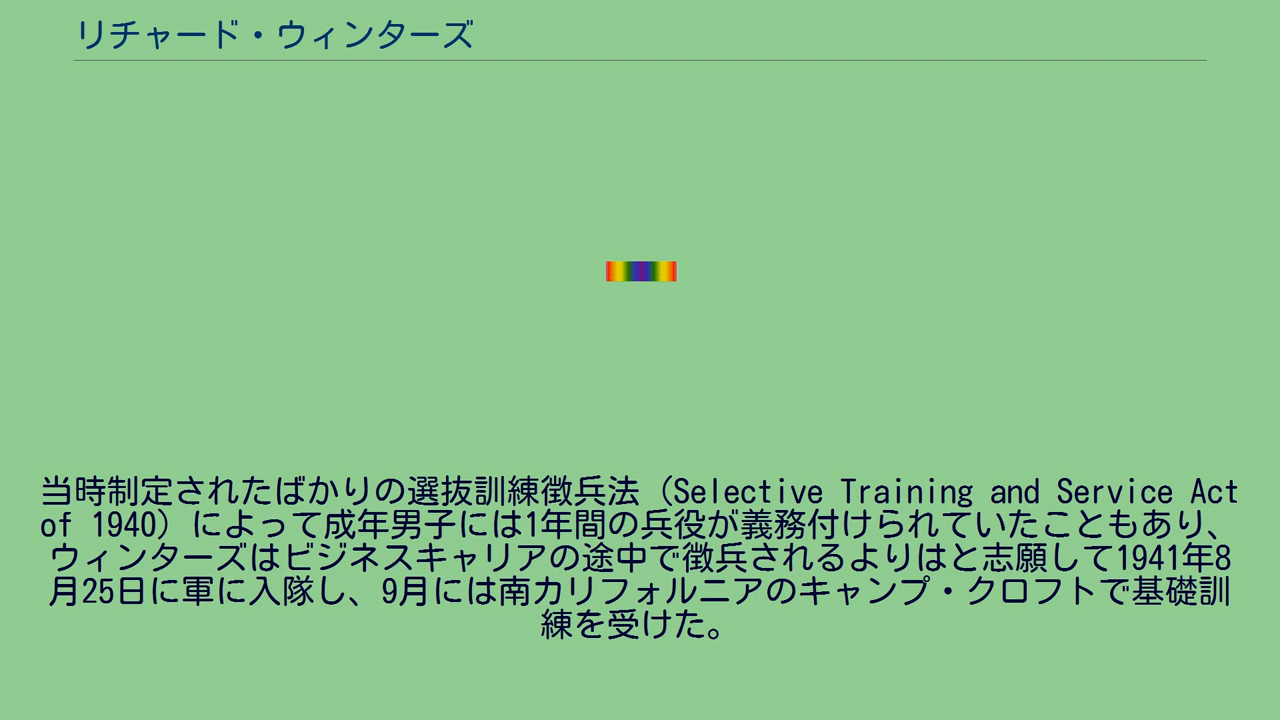 リチャード・ウィンターズ
当時制定されたばかりの選抜訓練徴兵法（Selective Training and Service Act
of 1940）によって成年男子には1年間の兵役が義務付けられていたこともあり、
ウィンターズはビジネスキャリアの途中で徴兵されるよりはと志願して1941年8
月25日に軍に入隊し、9月には南カリフォルニアのキャンプ・クロフトで基礎訓
練を受けた。